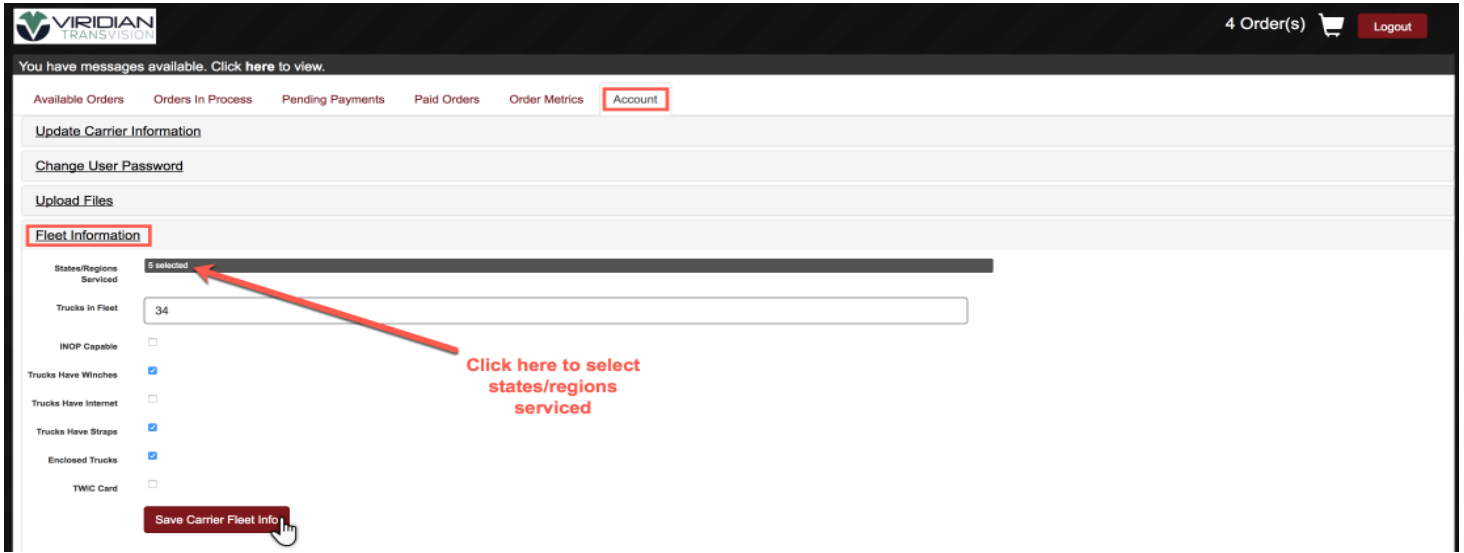 VIRIDIAN
TRANSVISION
4 Order(s)
Logout
You have messages available. Click here to view.
Available Orders
Orders In Process
Pending Payments
Paid Orders
Order Metrics
Account
Update Carrier Information
Change User Password
Upload Files
Fleet Information
States/Regions
Serviced
5 selected
Trucks in Fleet
34
INOP Capable
Trucks Have Winches
Trucks Have Internet
Trucks Have Straps
Enclosed Trucks
TWIC Card
Click here to select
states/regions
serviced
Save Carrier Fleet Info